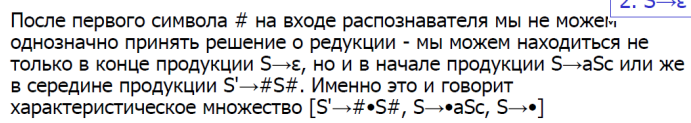 2. S→ε
После первого символа # на входе распознавателя мы не можем
однозначно принять решение о редукции - мы можем находиться не
только в конце продукции S→ε, но и в начале продукции S→aSc или же
в середине продукции S'→#S#. Именно это и говорит
характеристическое множество [S'→#•S#, S→•aSc, S→•]